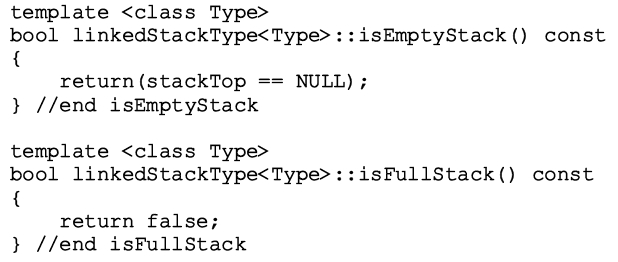 template <class Type>
bool linkedStackType<Type>::isEmptyStack() const
{
    return(stackTop == NULL);
} //end isEmptyStack

template <class Type>
bool linkedStackType<Type>::isFullStack() const
{
    return false;
} //end isFullStack